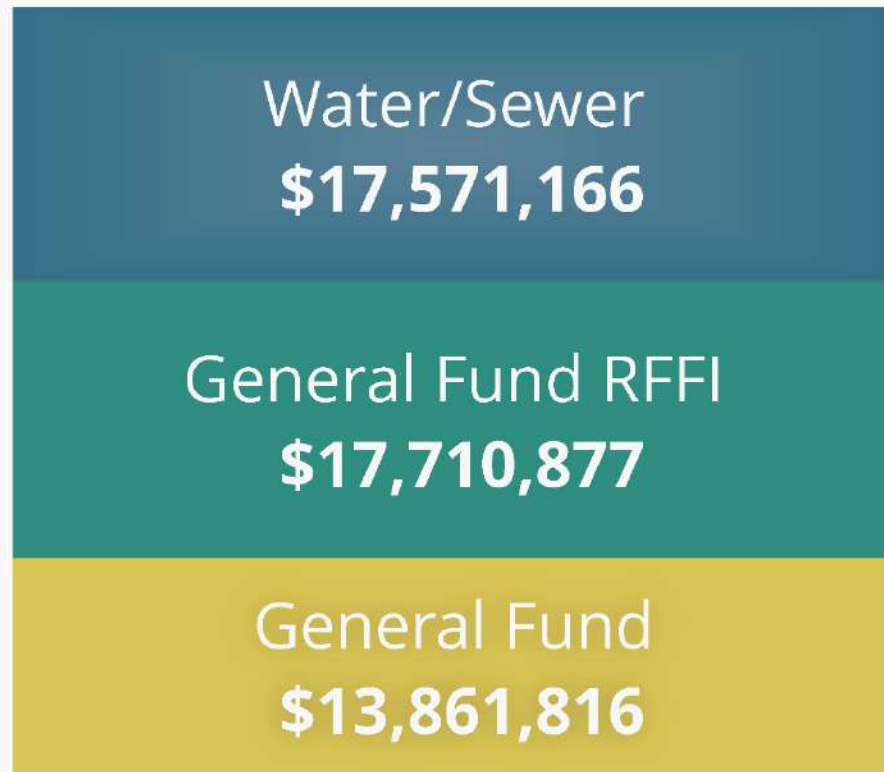 Water/Sewer
$17,571,166
General Fund RFFI
$17,710,877
General Fund
$13,861,816